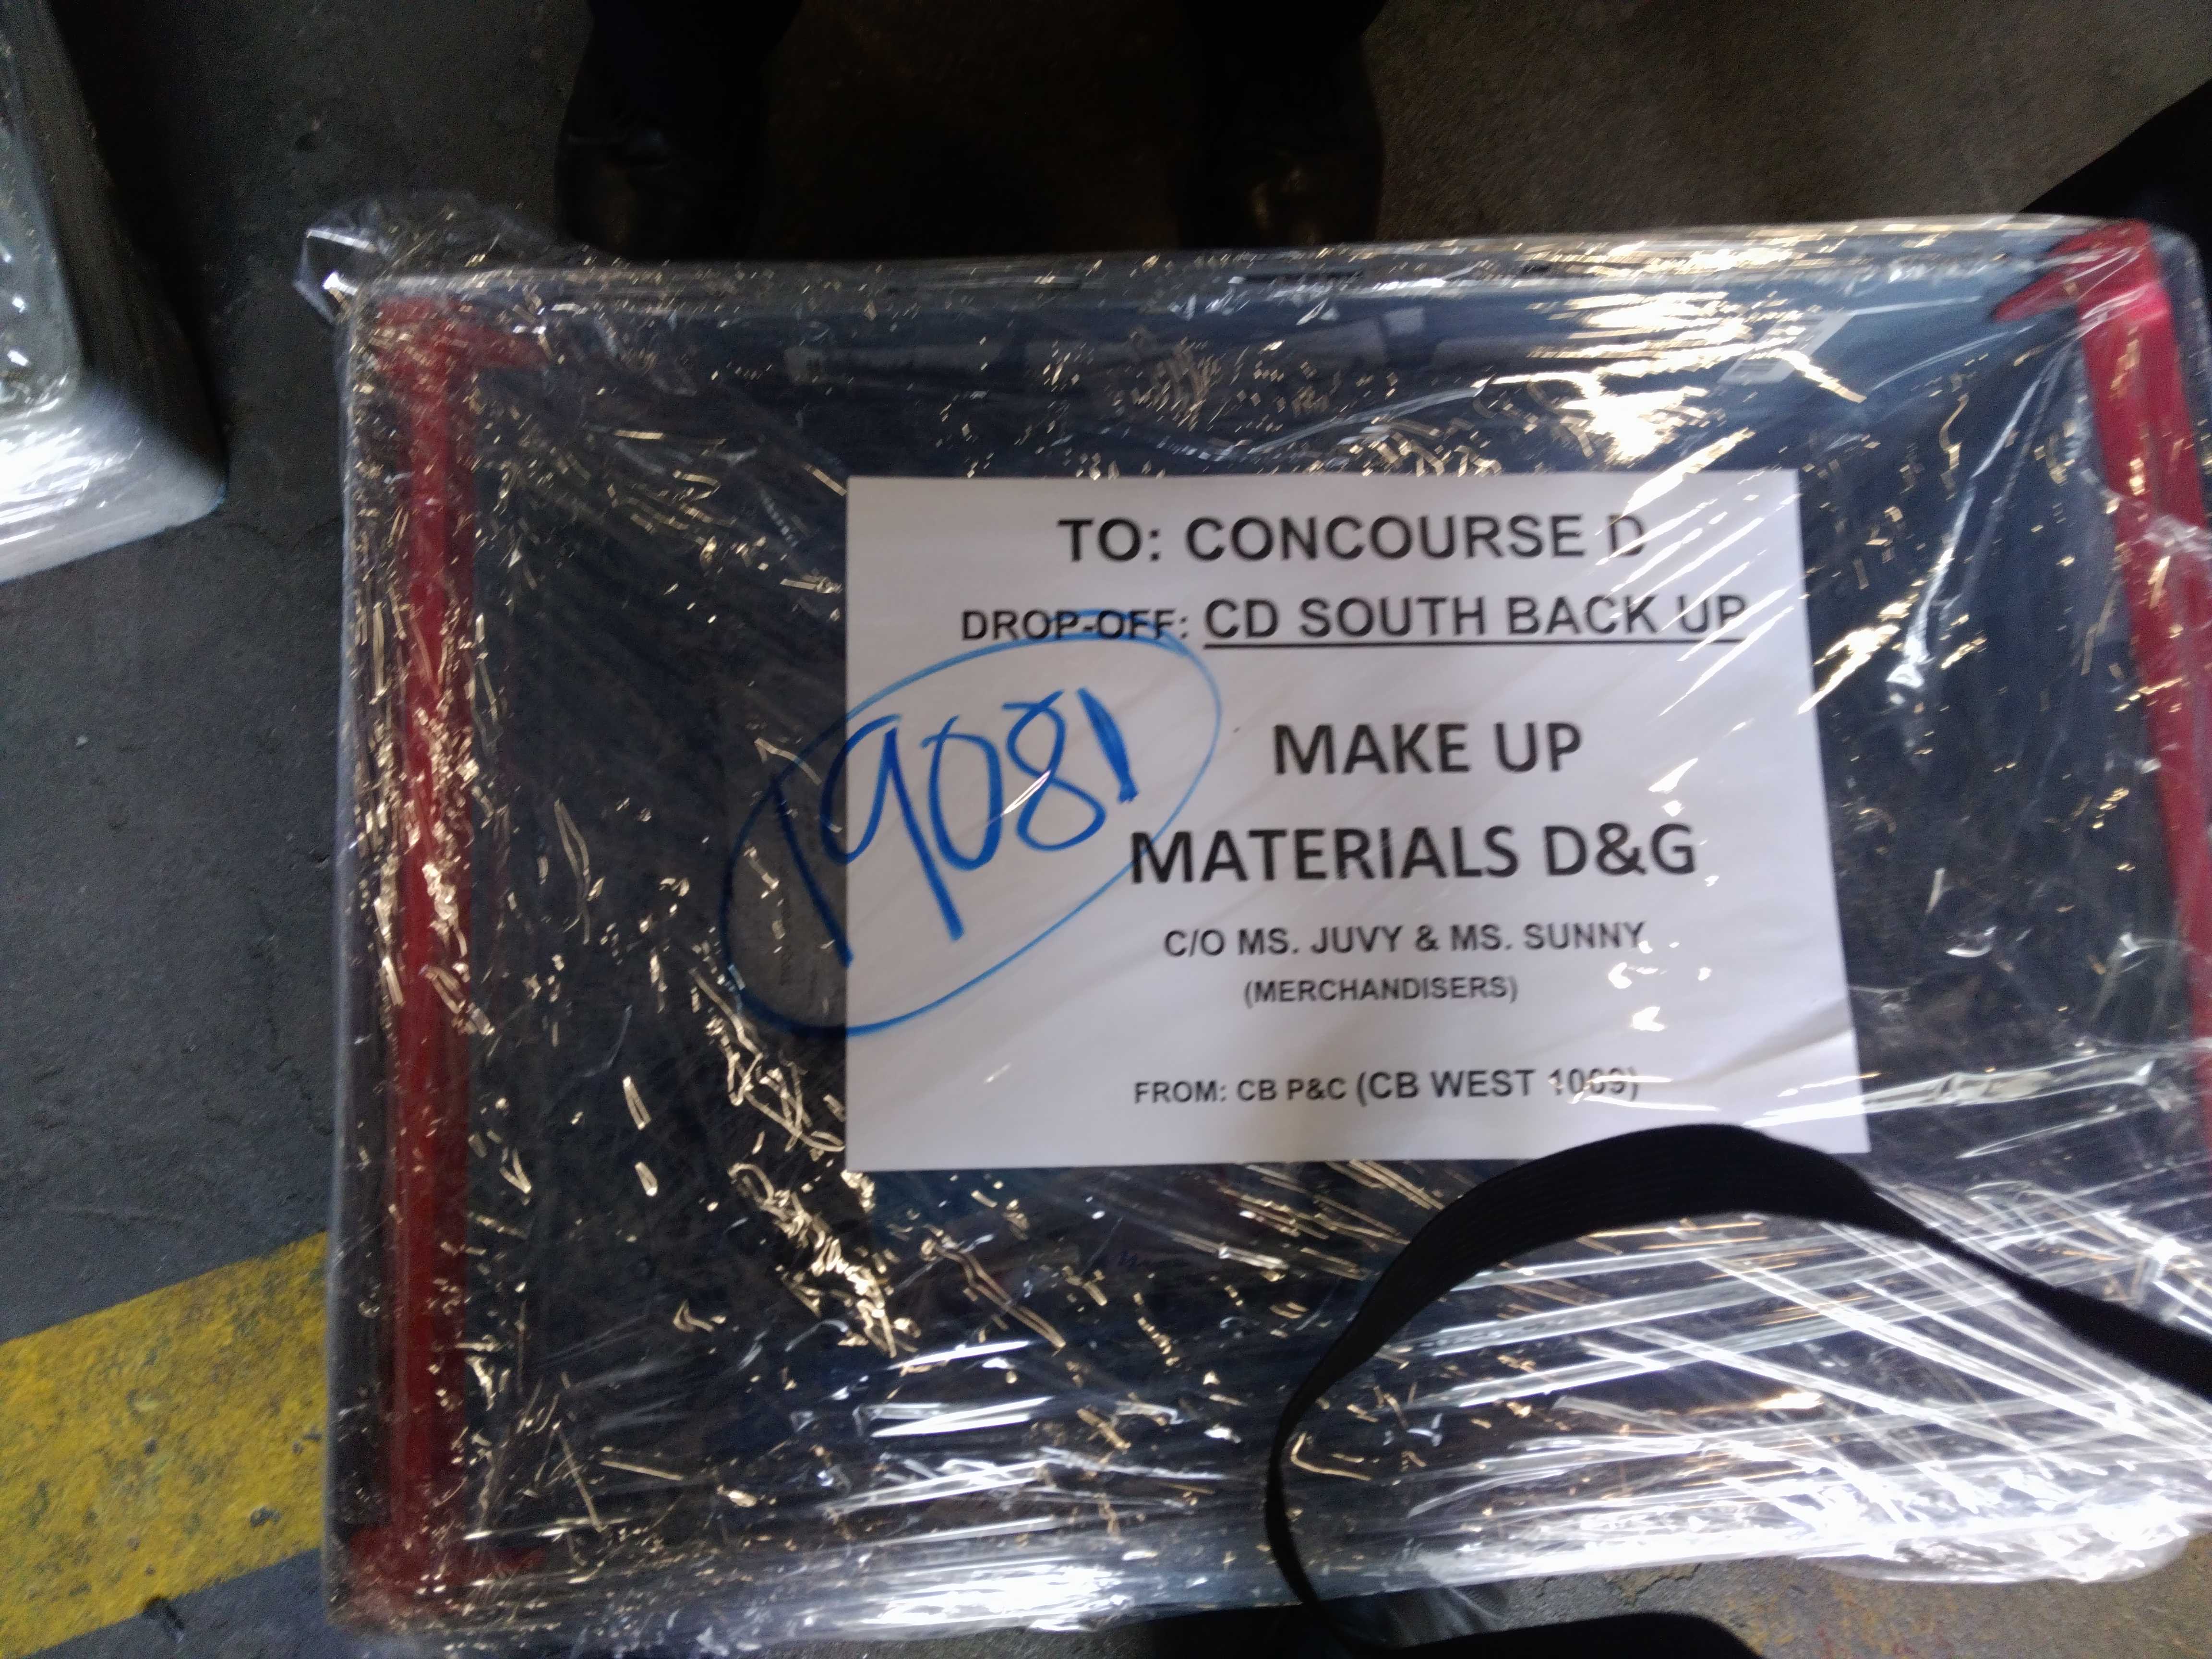 TO: CONCOURSE D
DROP-OFF: CD SOUTH BACK UP
19081
MAKE UP
MATERIALS D&G
C/O MS. JUVY & MS. SUNNY
(MERCHANDISERS)
FROM: CB P&C (CB WEST 1069)